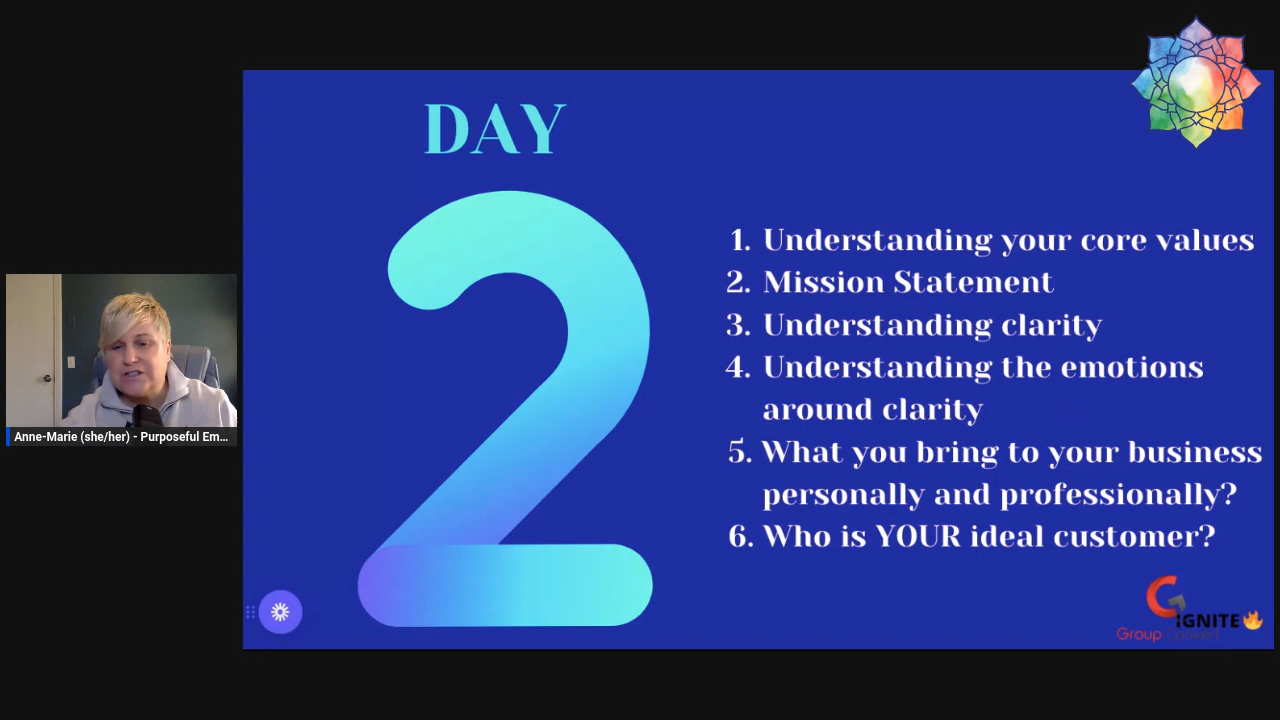 DAY
2
1. Understanding your core values
2. Mission Statement
3. Understanding clarity
4. Understanding the emotions
around clarity
5. What you bring to your business
personally and professionally?
6. Who is YOUR ideal customer?
Anne-Marie (she/her) - Purposeful Em...
IGNITE
Group Convert